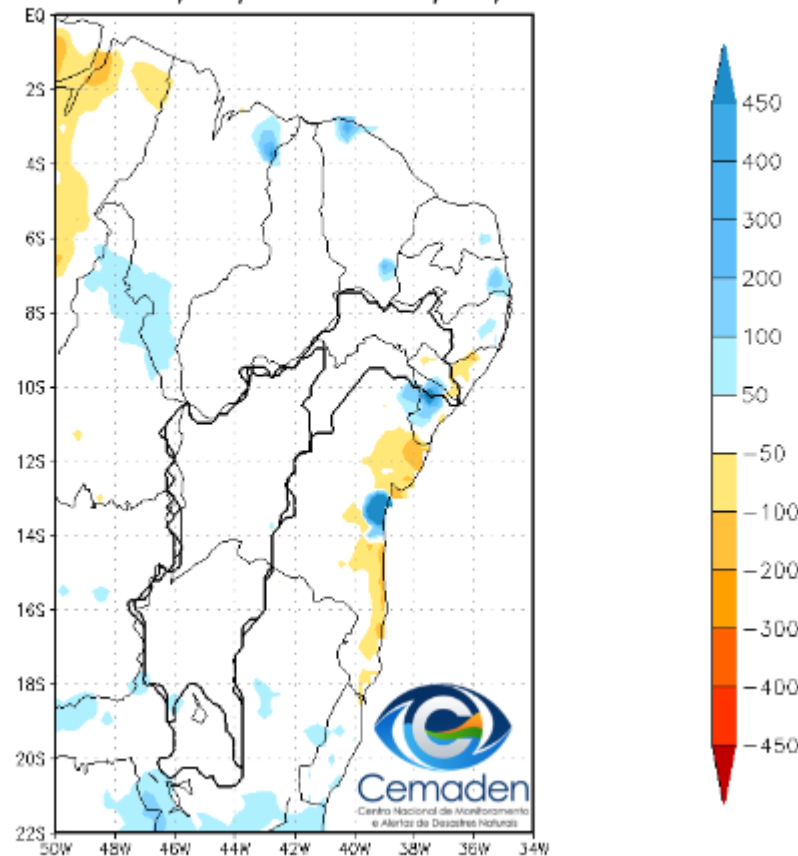 EQ
2S
4S
6S
8S
10S
12S
14S
16S
18S
20S
22S
50W 48W 46W 44W 42W 40W 38W 36W 34W
450
400
300
200
100
50
−50
−100
−200
−300
−400
−450
Cemaden
Centro Nacional de Monitoramento
e Alertas de Desastres Naturais